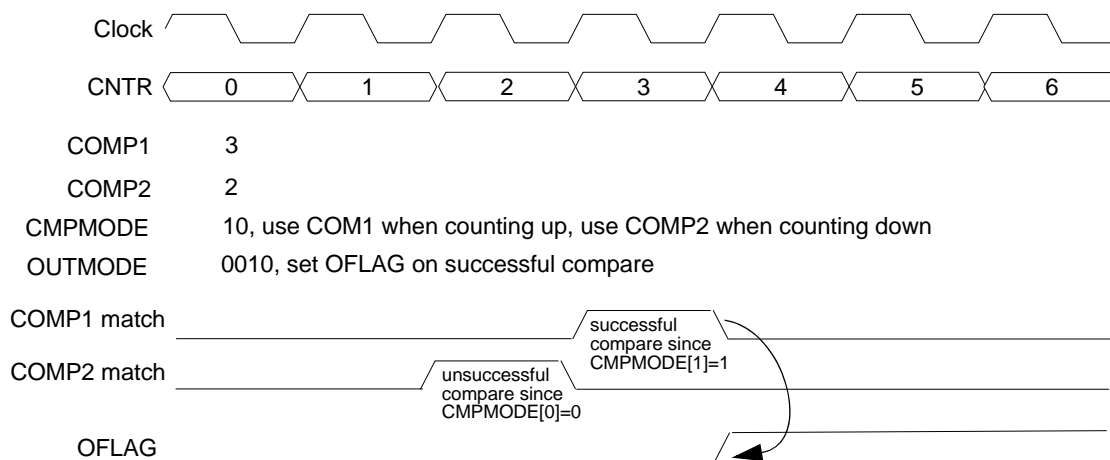 Clock
CNTR 0 1 2 3 4 5 6
COMP1 3
COMP2 2
CMPMODE 10, use COM1 when counting up, use COMP2 when counting down
OUTMODE 0010, set OFLAG on successful compare
COMP1 match
successful
compare since
CMPMODE[1]=1
COMP2 match
unsuccessful
compare since
CMPMODE[0]=0
OFLAG